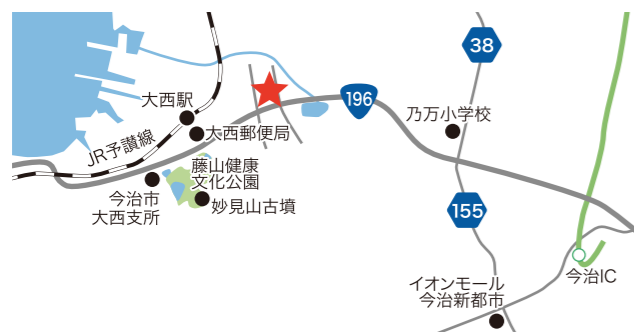 38
196
大西駅
乃万小学校
大西郵便局
JR予讃線
藤山健康
文化公園
今治市
大西支所
妙見山古墳
155
今治IC
イオンモール
今治新都市